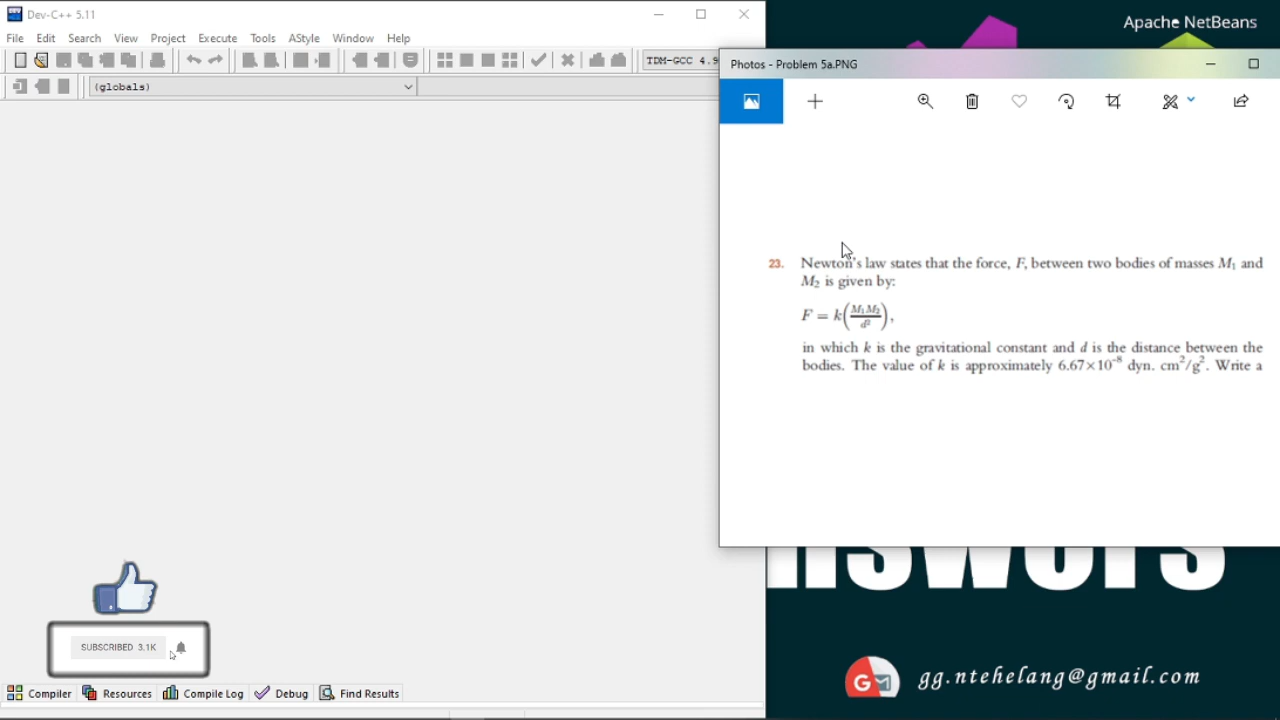 Dev-C++ 5.11
File Edit Search View Project Execute Tools AStyle Window Help
TDM-GCC 4.9
(globals)
Compiler Resources Compile Log Debug Find Results
SUBSCRIBED 3.1K
Apache NetBeans
Photos - Problem 5a.PNG
23. Newton's law states that the force, F, between two bodies of masses M₁ and
M₂ is given by:
F = k(M₁M₂/d²),
in which k is the gravitational constant and d is the distance between the
bodies. The value of k is approximately 6.67×10⁻⁸ dyn. cm²/g². Write a
gg.ntehelang@gmail.com